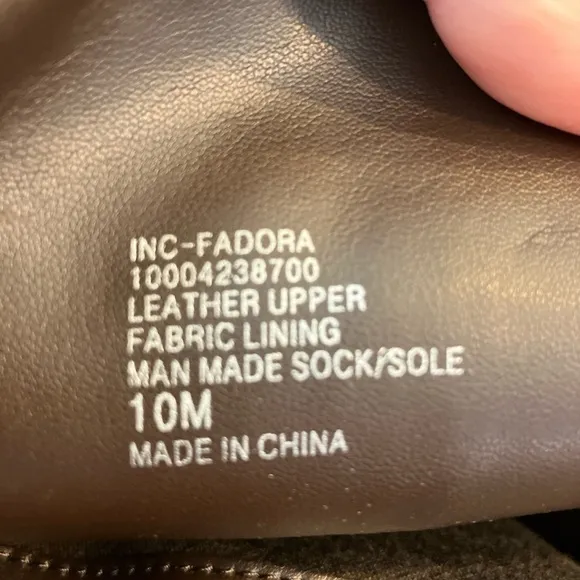 INC-FADORA
10004238700
LEATHER UPPER
FABRIC LINING
MAN MADE SOCK/SOLE
10M
MADE IN CHINA